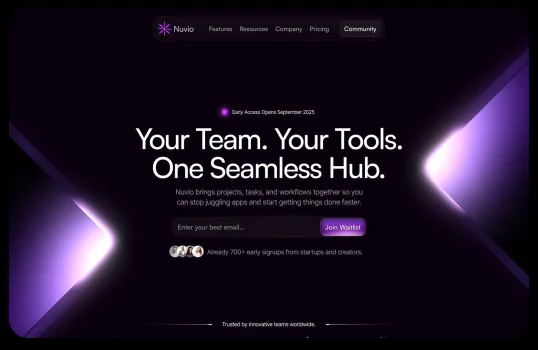 Nuvio
Features Resources Company Pricing Community
Early Access Opens September 2025
Your Team. Your Tools.
One Seamless Hub.
Nuvio brings projects, tasks, and workflows together so you
can stop juggling apps and start getting things done faster.
Enter your best email... Join Waitlist
Already 700+ early signups from startups and creators.
Trusted by innovative teams worldwide.